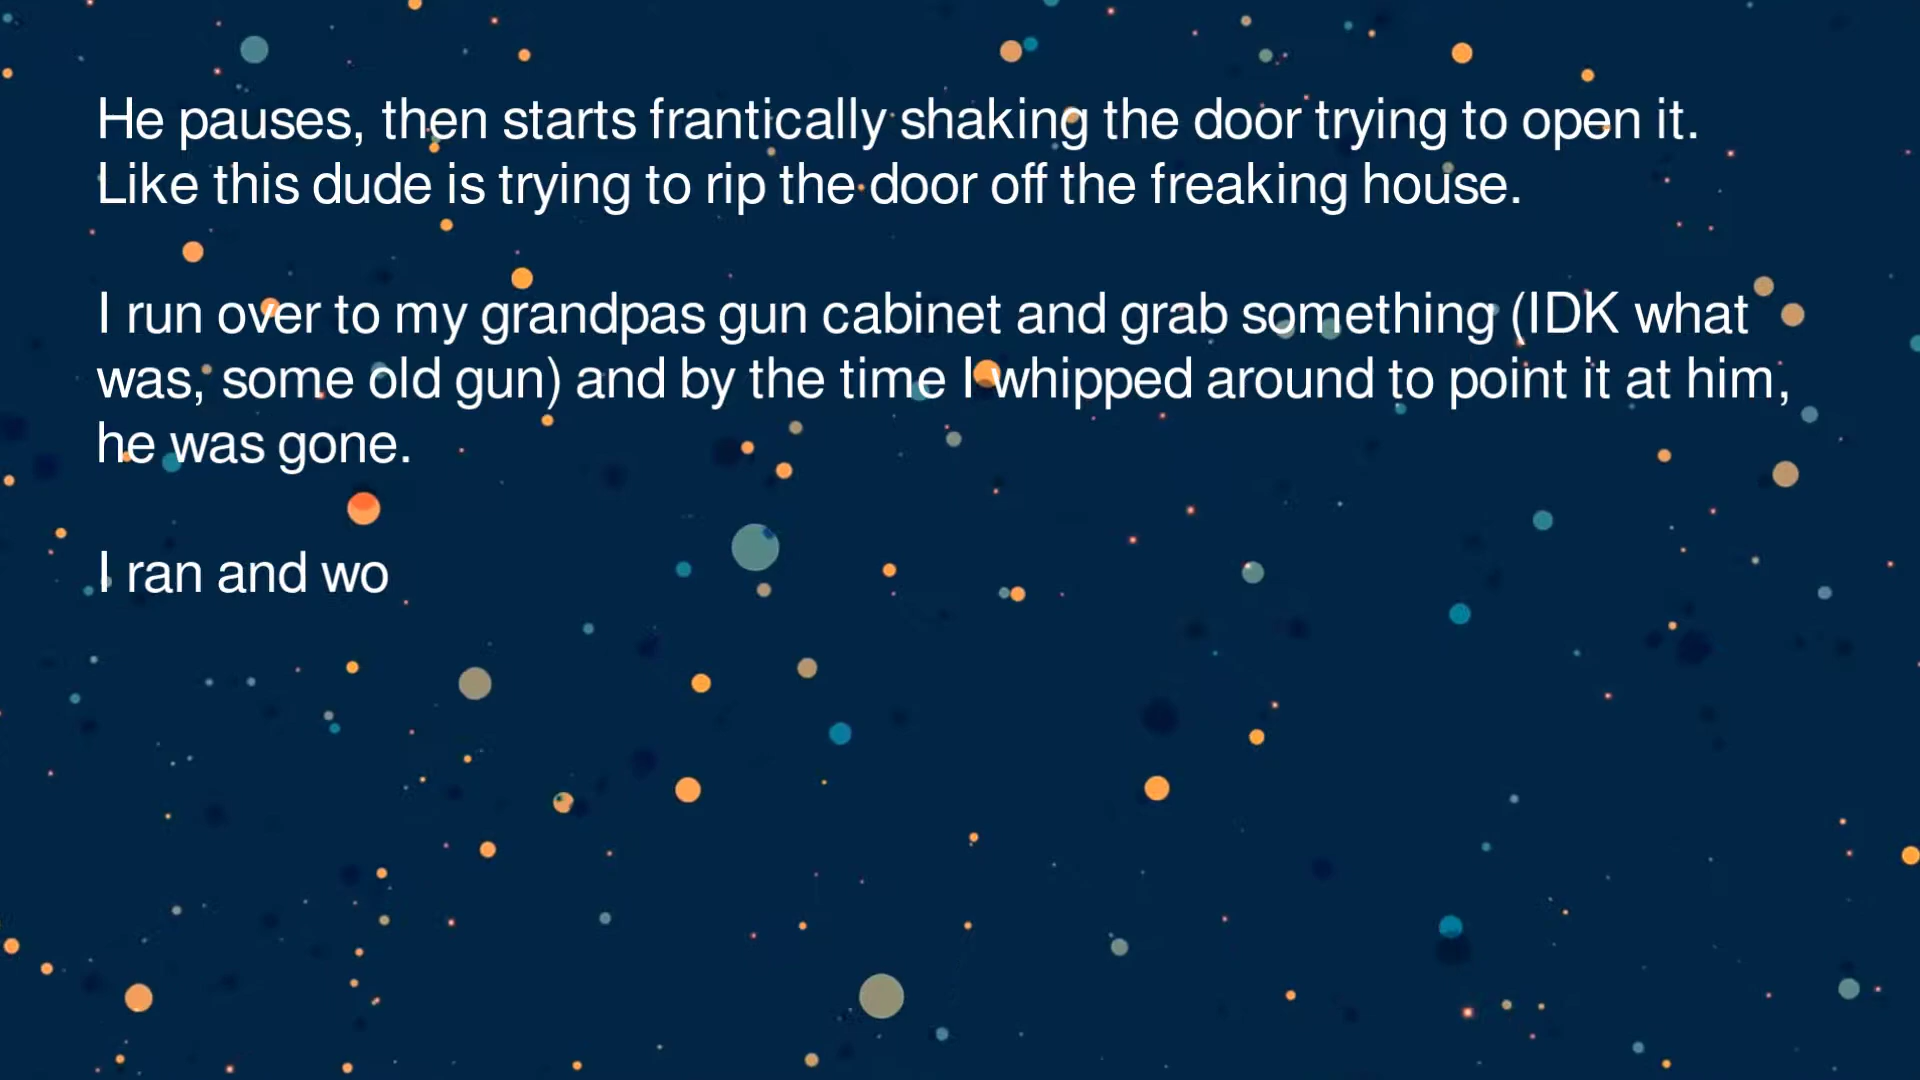 He pauses, then starts frantically shaking the door trying to open it.
Like this dude is trying to rip the door off the freaking house.
I run over to my grandpas gun cabinet and grab something (IDK what
was, some old gun) and by the time I whipped around to point it at him,
he was gone.
I ran and wo